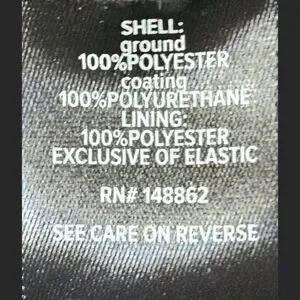 SHELL:
ground
100%POLYESTER
coating
100%POLYURETHANE
LINING:
100%POLYESTER
EXCLUSIVE OF ELASTIC
RN# 148862
SEE CARE ON REVERSE